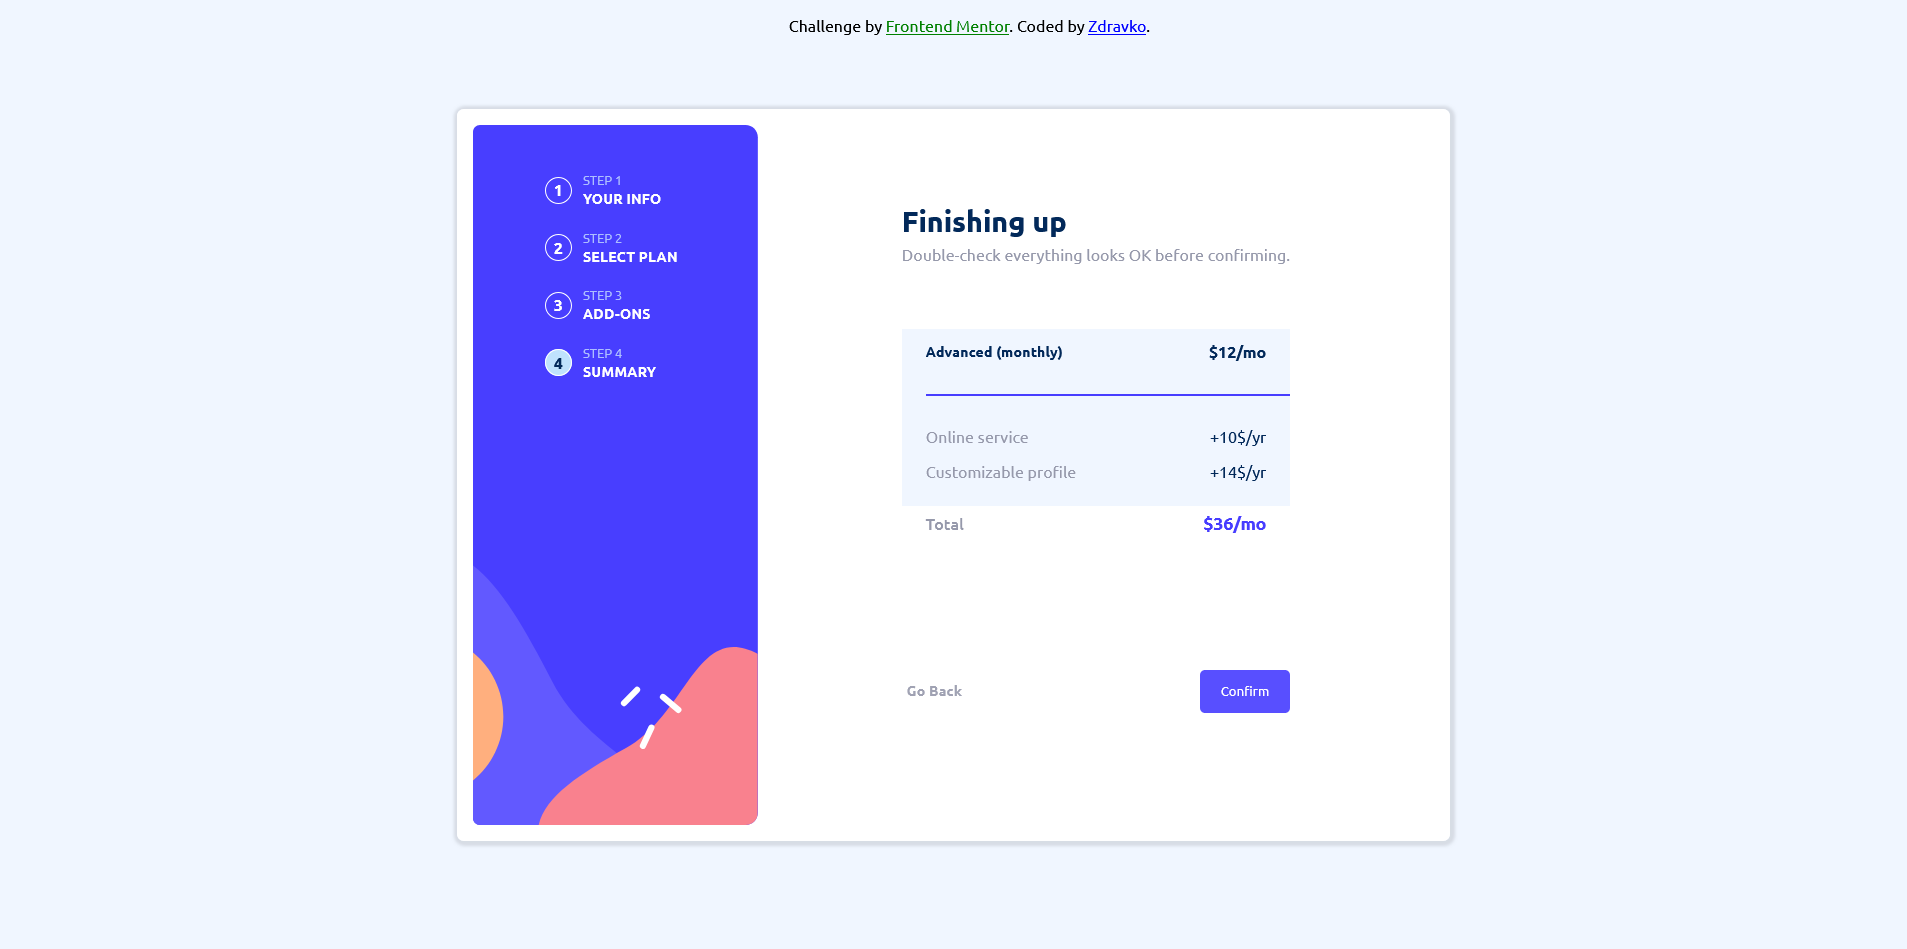 Challenge by Frontend Mentor. Coded by Zdravko.
1
STEP 1
YOUR INFO
2
STEP 2
SELECT PLAN
3
STEP 3
ADD-ONS
4
STEP 4
SUMMARY
Finishing up
Double-check everything looks OK before confirming.
Advanced (monthly) $12/mo
Online service +10$/yr
Customizable profile +14$/yr
Total $36/mo
Go Back Confirm